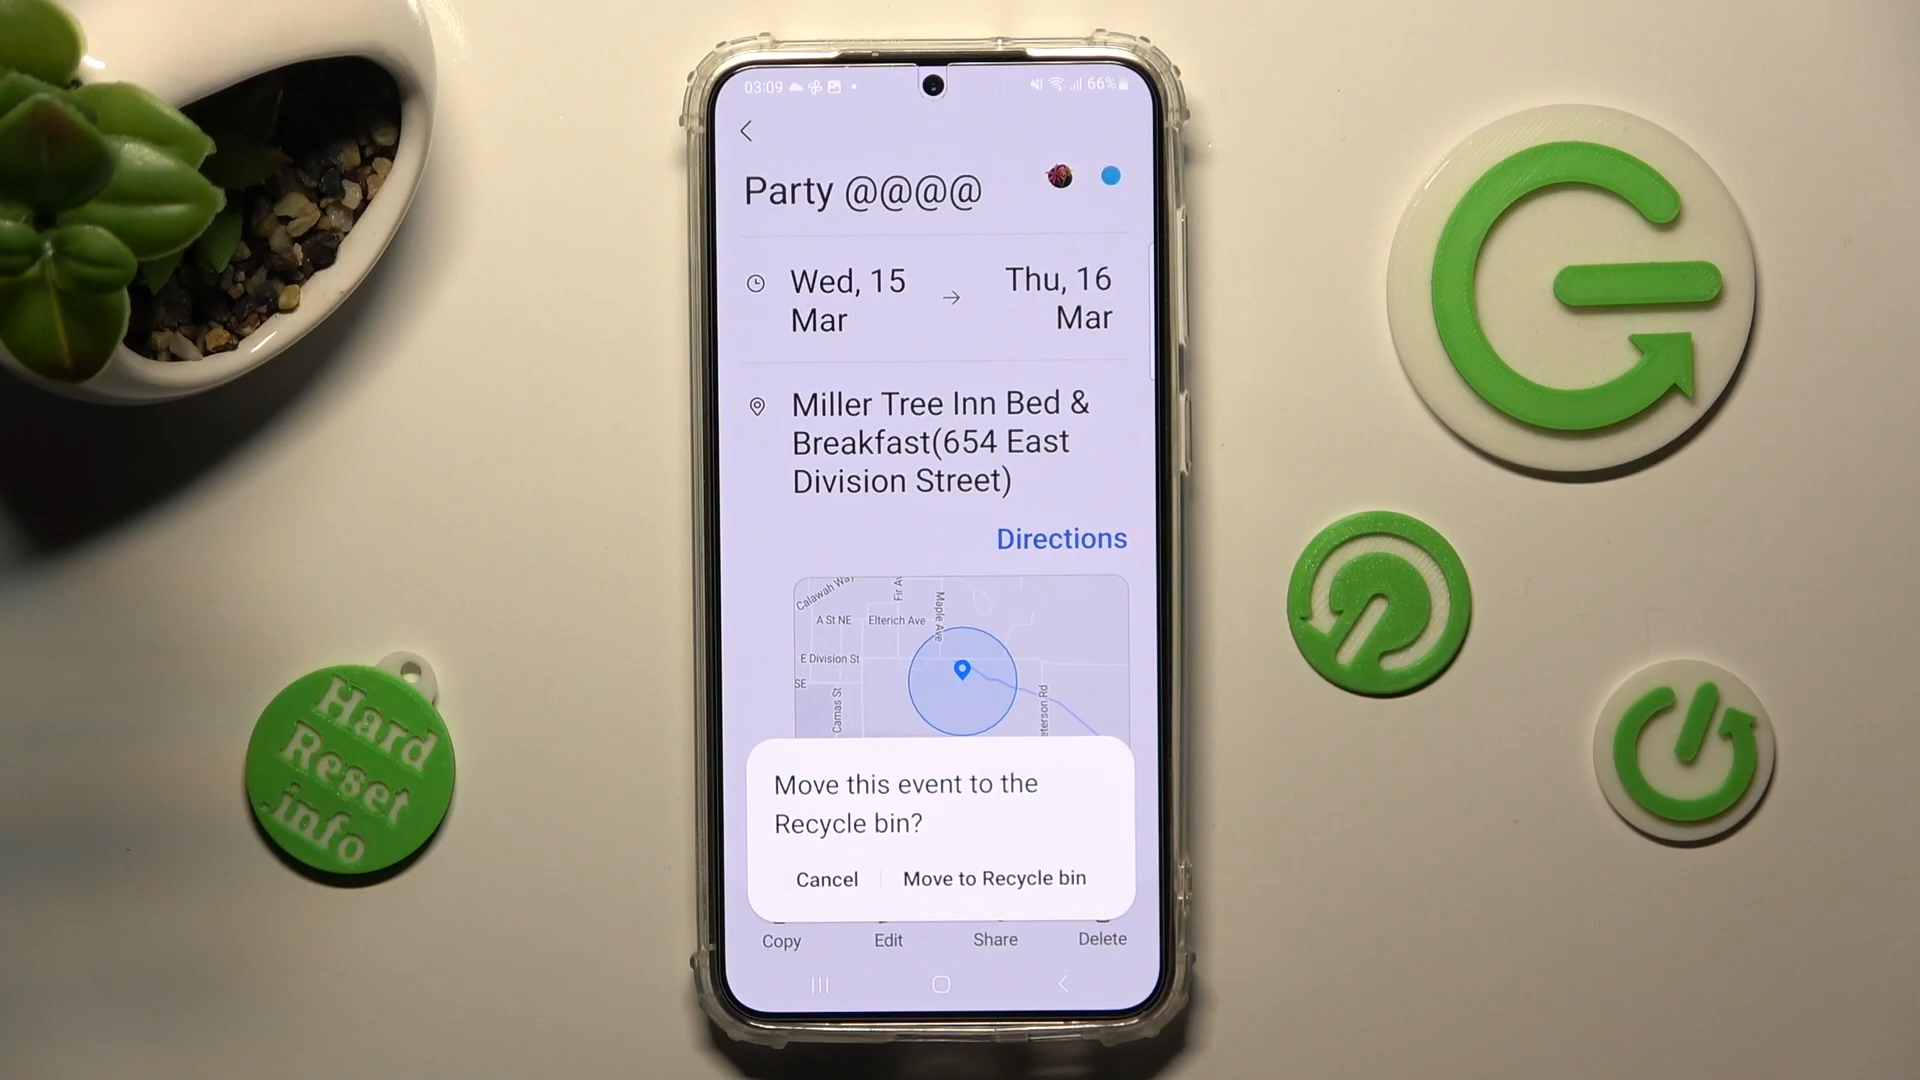 03:09
66%
Party @@@@
Wed, 15
Mar
Thu, 16
Mar
Miller Tree Inn Bed &
Breakfast(654 East
Division Street)
Directions
Calawah Way
Fir Av
Maple Ave
A St NE
Elterich Ave
E Division St
SE
Camas St
eterson Rd
Move this event to the
Recycle bin?
Cancel
Move to Recycle bin
Copy
Edit
Share
Delete
Hard
Reset
.info